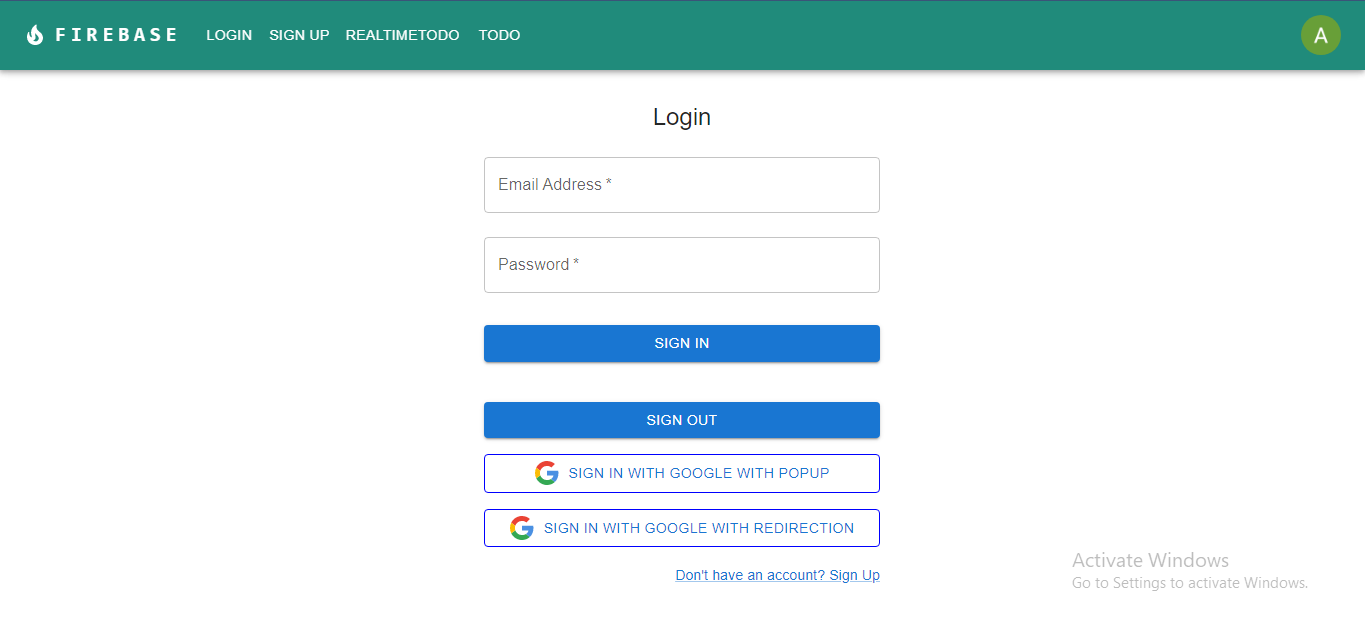 FIREBASE LOGIN SIGN UP REALTIMETODO TODO A
Login
Email Address *
Password *
SIGN IN
SIGN OUT
SIGN IN WITH GOOGLE WITH POPUP
SIGN IN WITH GOOGLE WITH REDIRECTION
Don't have an account? Sign Up
Activate Windows
Go to Settings to activate Windows.